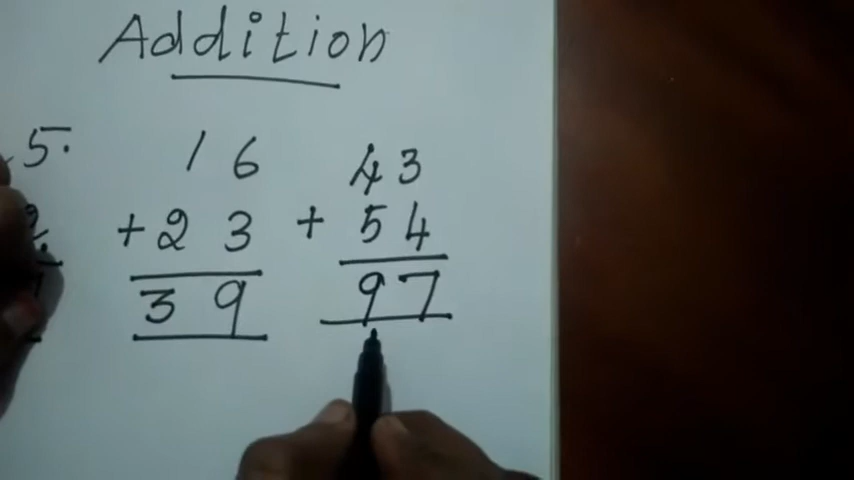 Addition
5. 16 43
+23 + 54
39 97